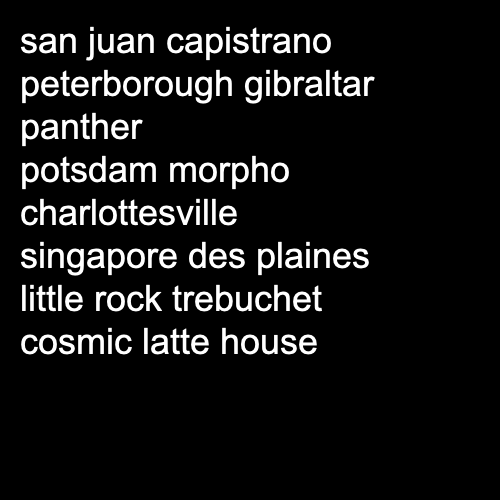 san juan capistrano
peterborough gibraltar
panther
potsdam morpho
charlottesville
singapore des plaines
little rock trebuchet
cosmic latte house